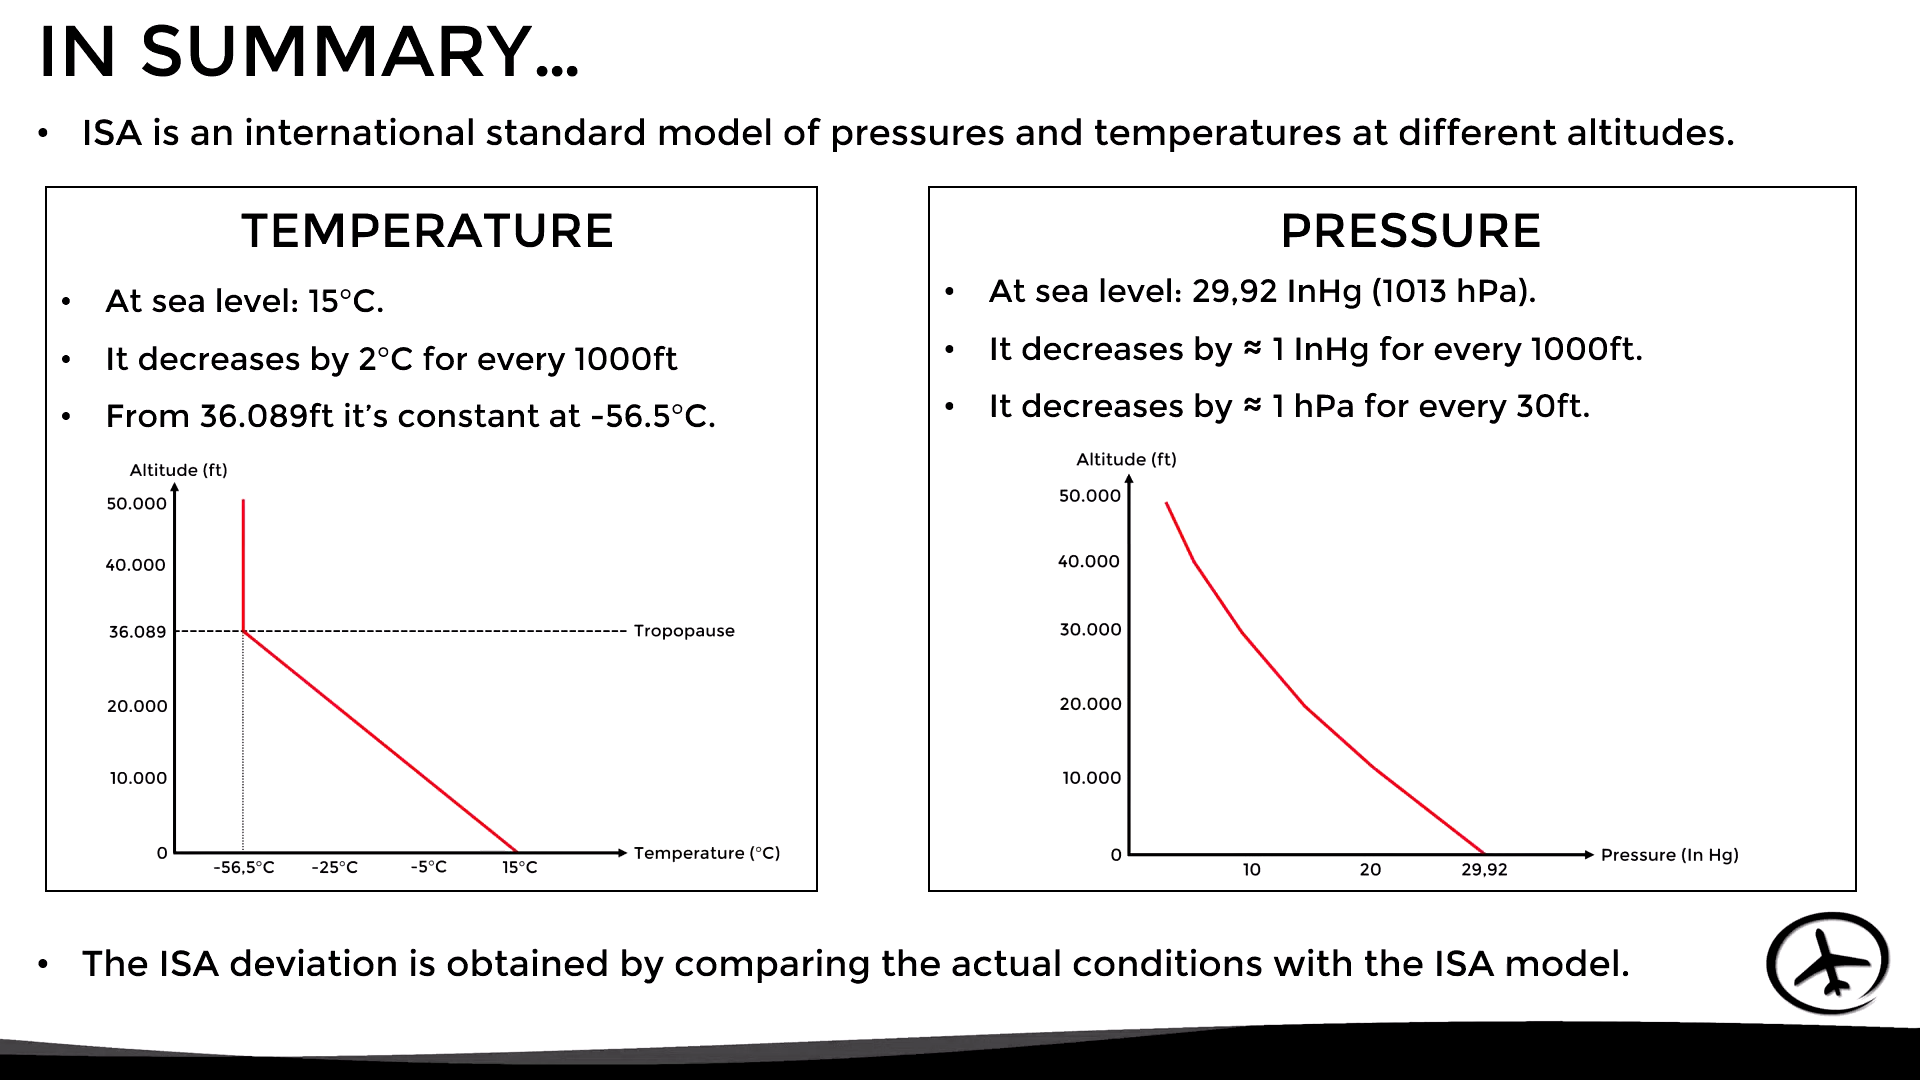 IN SUMMARY...
• ISA is an international standard model of pressures and temperatures at different altitudes.
TEMPERATURE
• At sea level: 15°C.
• It decreases by 2°C for every 1000ft
• From 36.089ft it’s constant at -56.5°C.
Altitude (ft)
50.000
40.000
36.089
Tropopause
20.000
10.000
0
Temperature (°C)
-56,5°C -25°C -5°C 15°C
PRESSURE
• At sea level: 29,92 InHg (1013 hPa).
• It decreases by ≈ 1 InHg for every 1000ft.
• It decreases by ≈ 1 hPa for every 30ft.
Altitude (ft)
50.000
40.000
30.000
20.000
10.000
0
Pressure (In Hg)
10 20 29,92
• The ISA deviation is obtained by comparing the actual conditions with the ISA model.